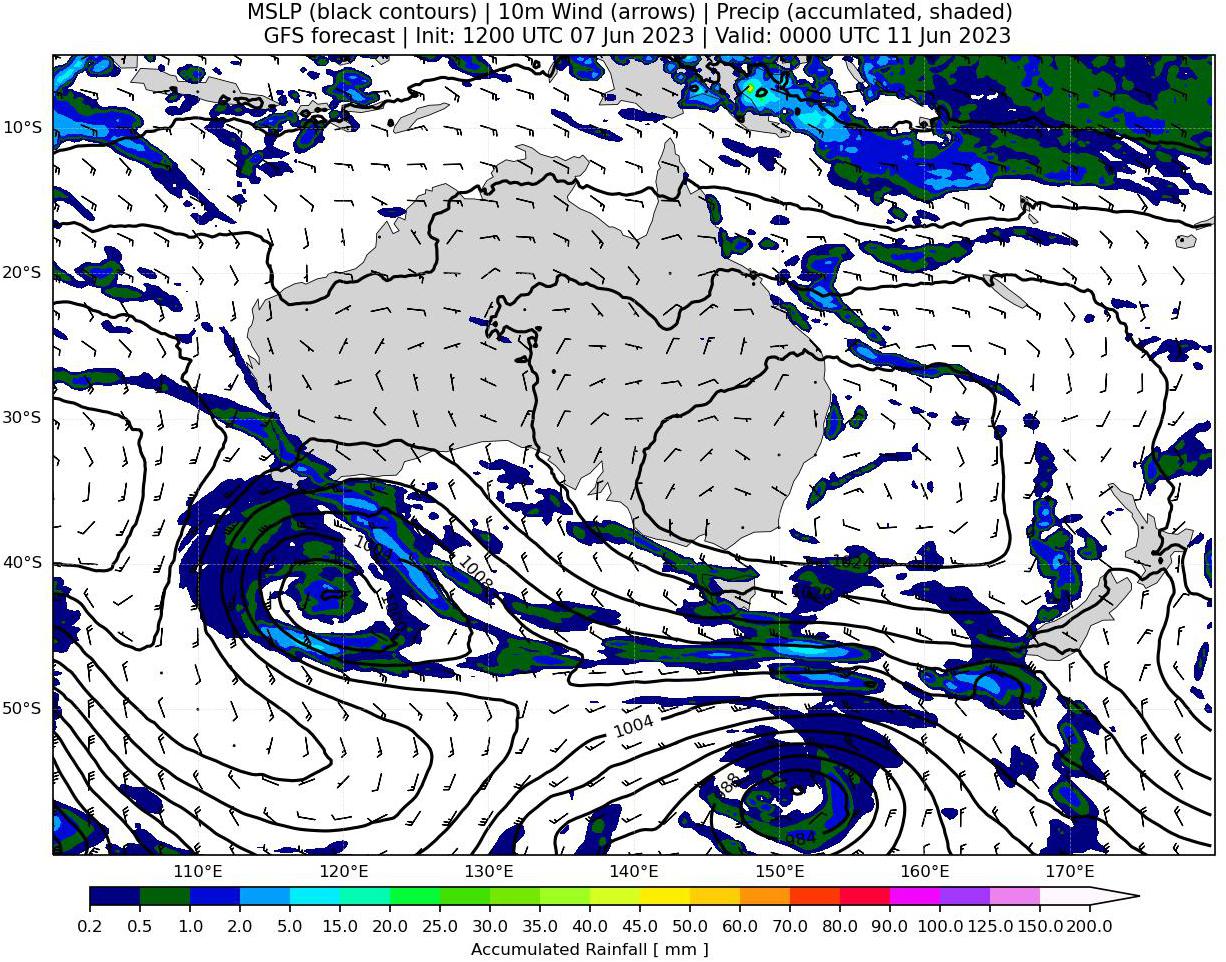 MSLP (black contours) | 10m Wind (arrows) | Precip (accumlated, shaded)
GFS forecast | Init: 1200 UTC 07 Jun 2023 | Valid: 0000 UTC 11 Jun 2023
10°S
20°S
30°S
1004
1008
1024
40°S
1020
50°S
1004
988
984
110°E 120°E 130°E 140°E 150°E 160°E 170°E
0.2 0.5 1.0 2.0 5.0 10.0 15.0 20.0 25.0 30.0 35.0 40.0 45.0 50.0 60.0 70.0 80.0 90.0 100.0 125.0 150.0 200.0
Accumulated Rainfall [ mm ]